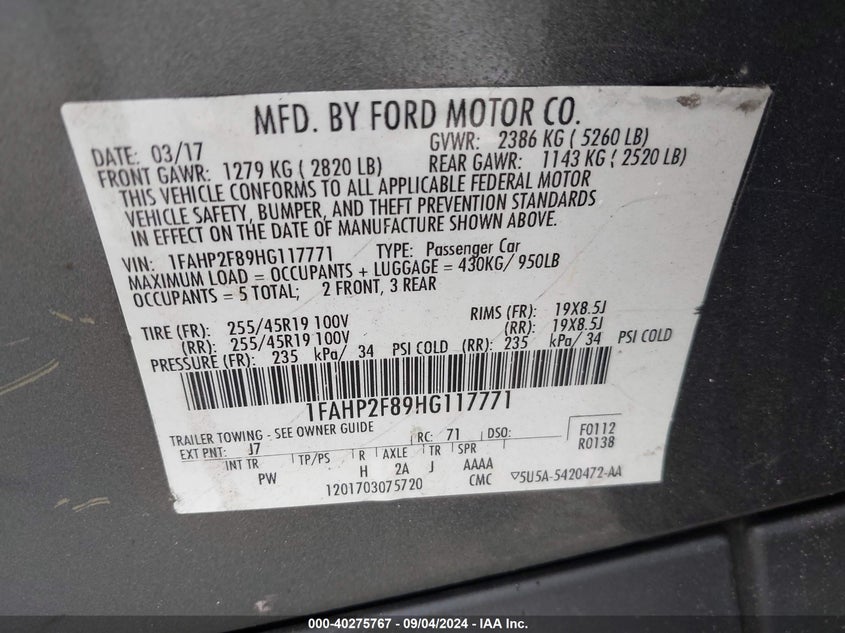 MFD. BY FORD MOTOR CO.
DATE: 03/17 GVWR: 2386 KG ( 5260 LB)
FRONT GAWR: 1279 KG ( 2820 LB) REAR GAWR: 1143 KG ( 2520 LB)
THIS VEHICLE CONFORMS TO ALL APPLICABLE FEDERAL MOTOR
VEHICLE SAFETY, BUMPER, AND THEFT PREVENTION STANDARDS
IN EFFECT ON THE DATE OF MANUFACTURE SHOWN ABOVE.
VIN: 1FAHP2F89HG117771 TYPE: Passenger Car
MAXIMUM LOAD = OCCUPANTS + LUGGAGE = 430KG/ 950LB
OCCUPANTS = 5 TOTAL; 2 FRONT, 3 REAR
TIRE (FR): 255/45R19 100V RIMS (FR): 19X8.5J
(RR): 255/45R19 100V (RR): 19X8.5J
PRESSURE (FR): 235 kPa/ 34 PSI COLD (RR): 235 kPa/ 34 PSI COLD
1FAHP2F89HG117771
TRAILER TOWING - SEE OWNER GUIDE
EXT PNT: J7 RC: 71 DSO: F0112
R0138
INT TR TP/PS R AXLE TR SPR
PW H 2A J AAAA
1201703075720 CMC ▽5U5A-5420472-AA
000-40275767 - 09/04/2024 - IAA Inc.